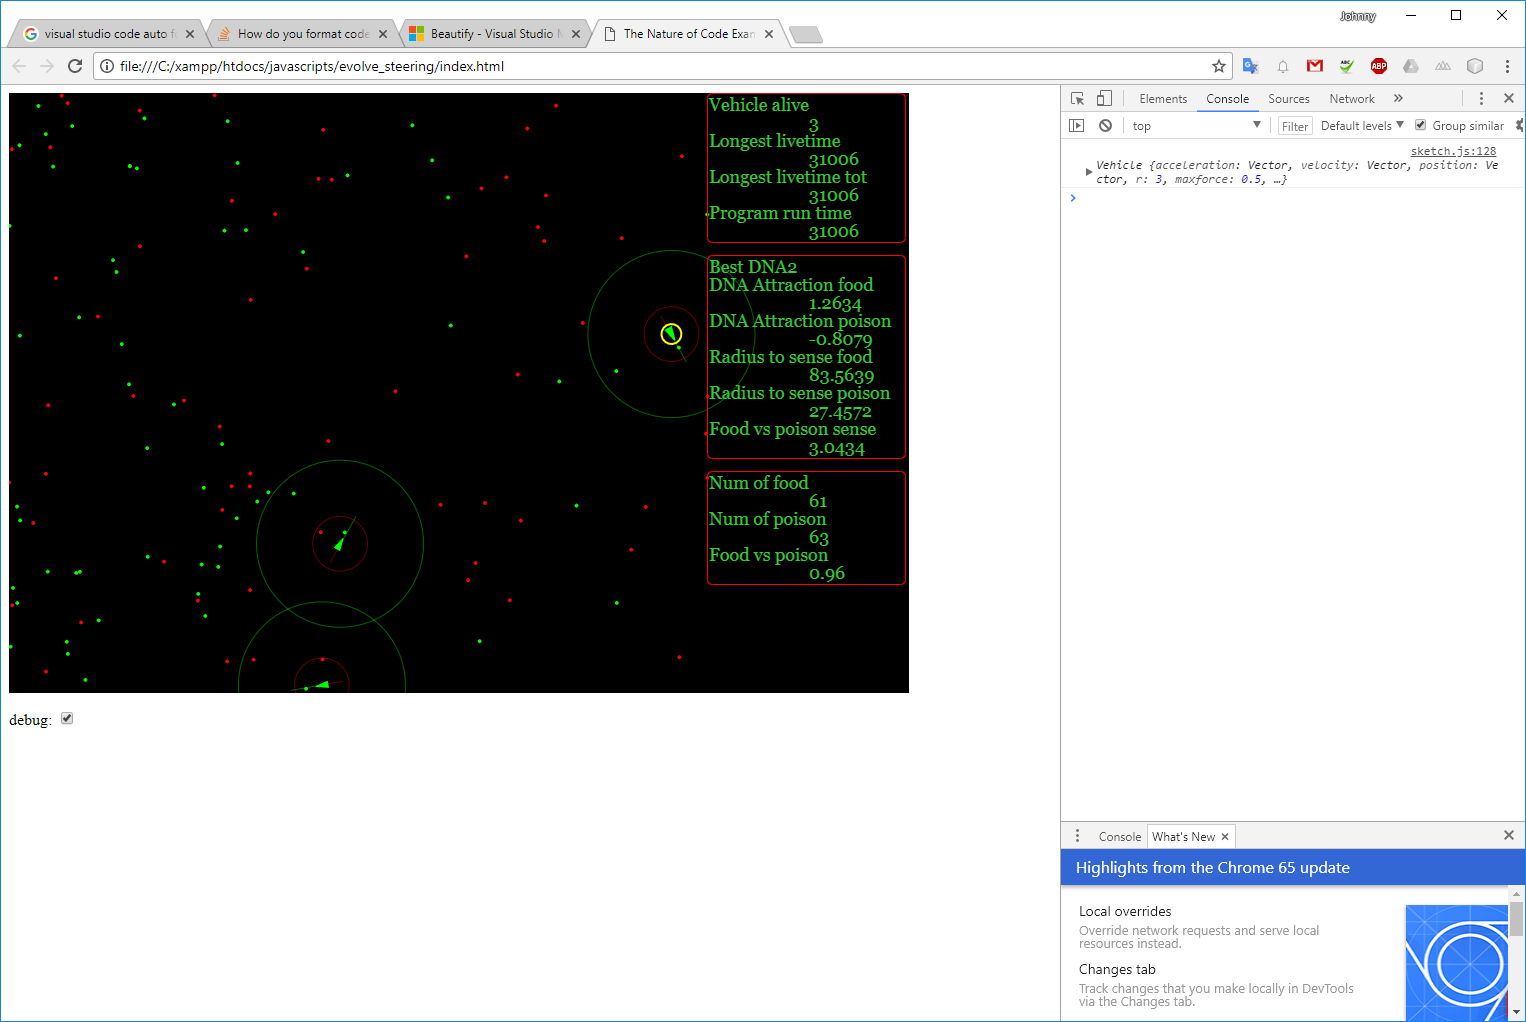 Johnny
visual studio code auto f
How do you format code
Beautify - Visual Studio M
The Nature of Code Exam
file:///C:/xampp/htdocs/javascripts/evolve_steering/index.html
ABC
ABP
Elements Console Sources Network »
top Filter Default levels Group similar
sketch.js:128
Vehicle {acceleration: Vector, velocity: Vector, position: Ve
ctor, r: 3, maxforce: 0.5, …}
Vehicle alive
3
Longest livetime
31006
Longest livetime tot
31006
Program run time
31006
Best DNA2
DNA Attraction food
1.2634
DNA Attraction poison
-0.8079
Radius to sense food
83.5639
Radius to sense poison
27.4572
Food vs poison sense
3.0434
Num of food
61
Num of poison
63
Food vs poison
0.96
debug:
Console What's New
Highlights from the Chrome 65 update
Local overrides
Override network requests and serve local
resources instead.
Changes tab
Track changes that you make locally in DevTools
via the Changes tab.